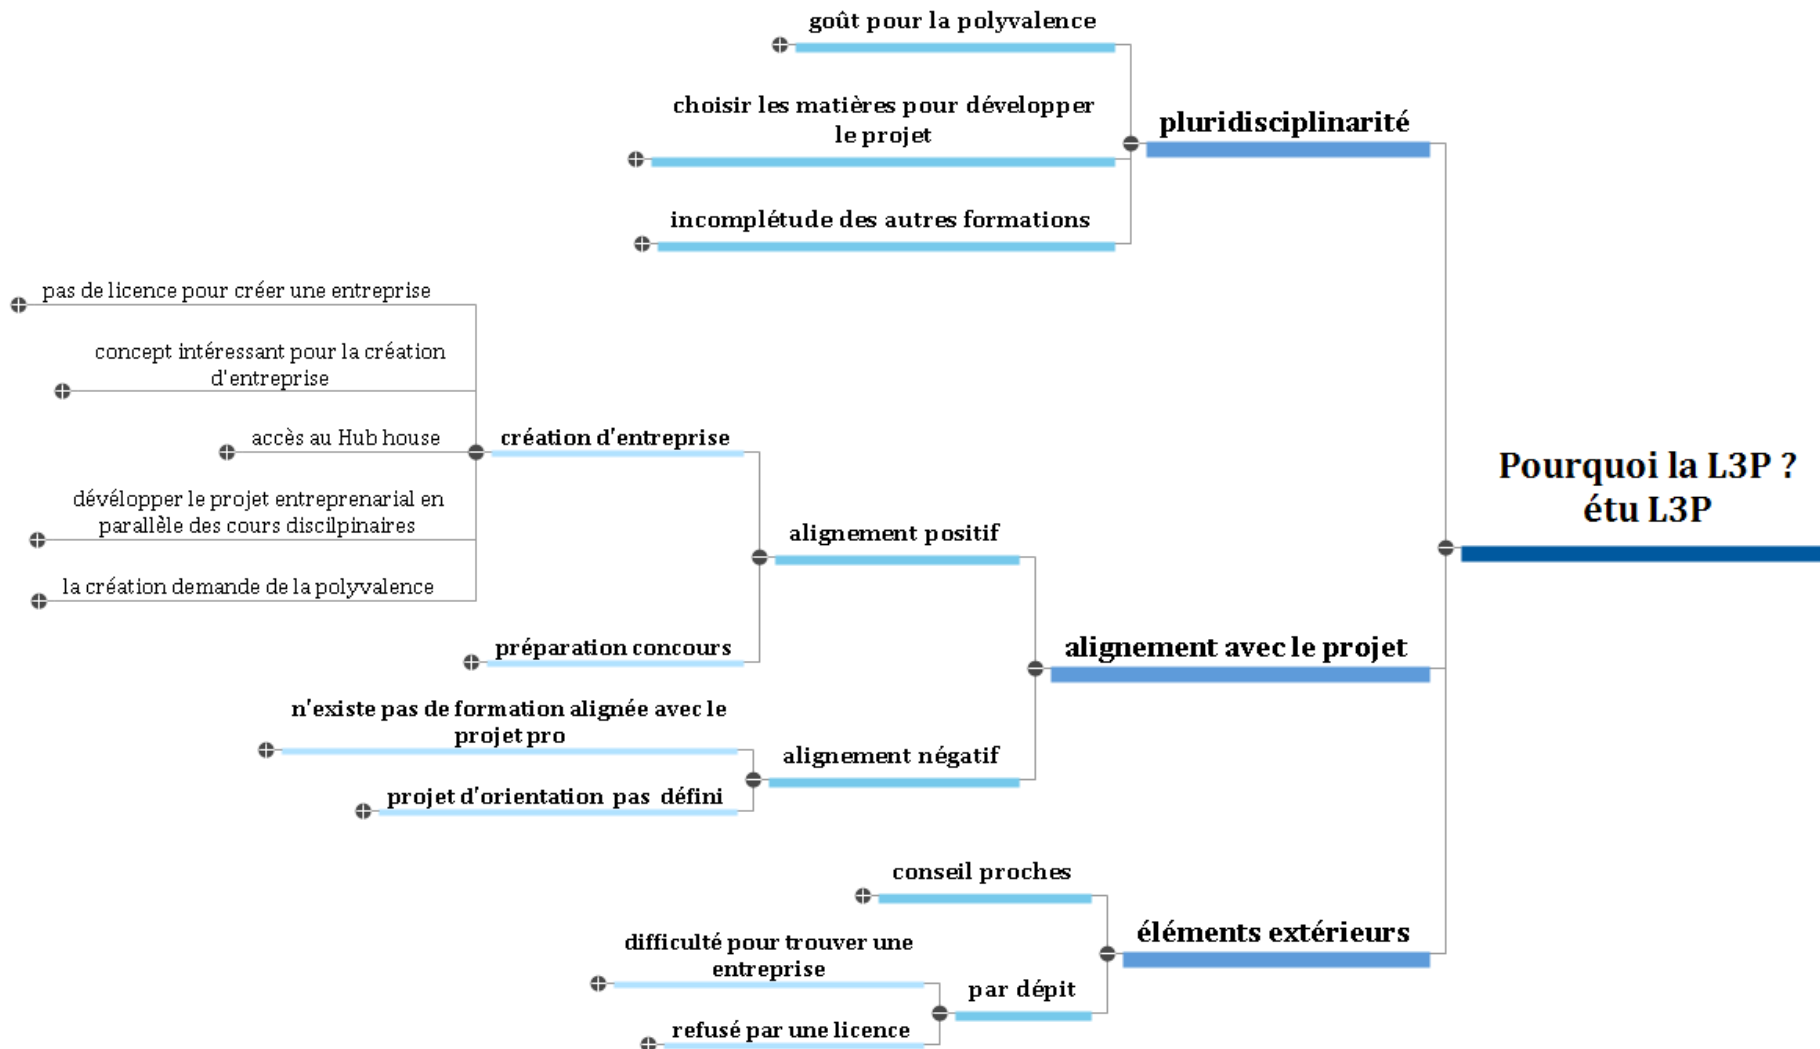 goût pour la polyvalence
choisir les matières pour développer
le projet
pluridisciplinarité
incomplétude des autres formations
pas de licence pour créer une entreprise
concept intéressant pour la création
d'entreprise
accès au Hub house
création d'entreprise
dévélopper le projet entreprenarial en
parallèle des cours discilpinaires
la création demande de la polyvalence
alignement positif
préparation concours
Pourquoi la L3P ?
étu L3P
alignement avec le projet
n'existe pas de formation alignée avec le
projet pro
alignement négatif
projet d'orientation pas défini
conseil proches
éléments extérieurs
difficulté pour trouver une
entreprise
par dépit
refusé par une licence